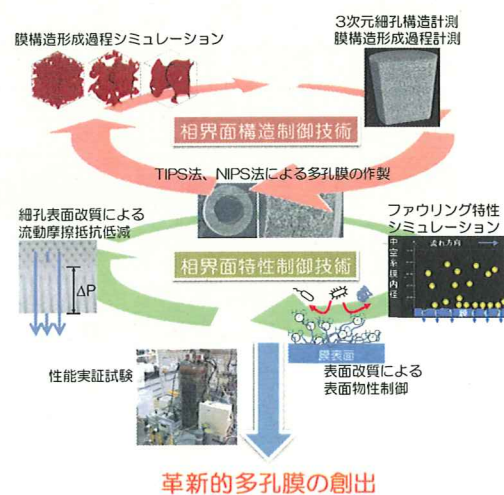 3次元細孔構造計測
膜構造形成過程計測
膜構造形成過程シミュレーション
相界面構造制御技術
TIPS法、NIPS法による多孔膜の作製
細孔表面改質による
流動摩擦抵抗低減
ファウリング特性
シミュレーション
相界面特性制御技術
中空糸膜内径
流れ方向
ΔP
膜表面
性能実証試験
表面改質による
表面物性制御
革新的多孔膜の創出